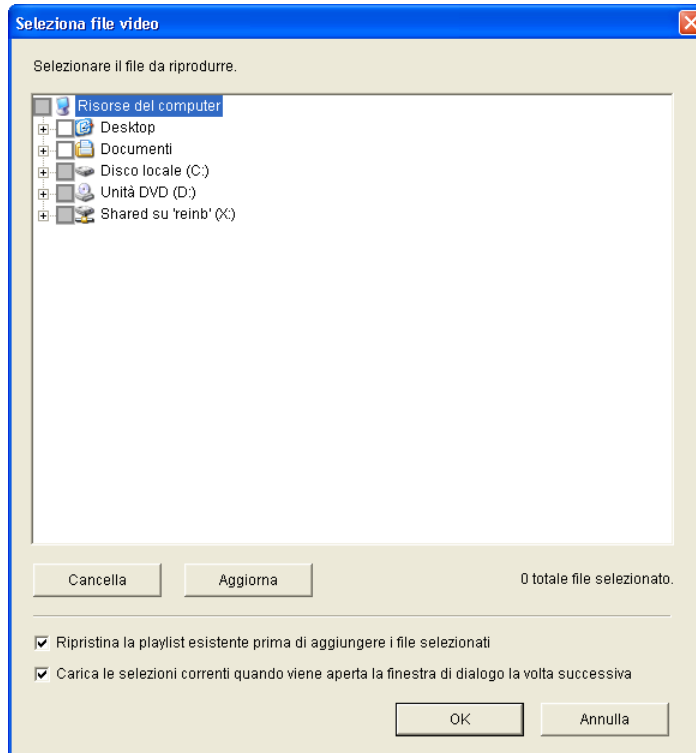 Seleziona file video
Selezionare il file da riprodurre.
Risorse del computer
Desktop
Documenti
Disco locale (C:)
Unità DVD (D:)
Shared su 'reinb' (X:)
Cancella Aggiorna 0 totale file selezionato.
Ripristina la playlist esistente prima di aggiungere i file selezionati
Carica le selezioni correnti quando viene aperta la finestra di dialogo la volta successiva
OK Annulla